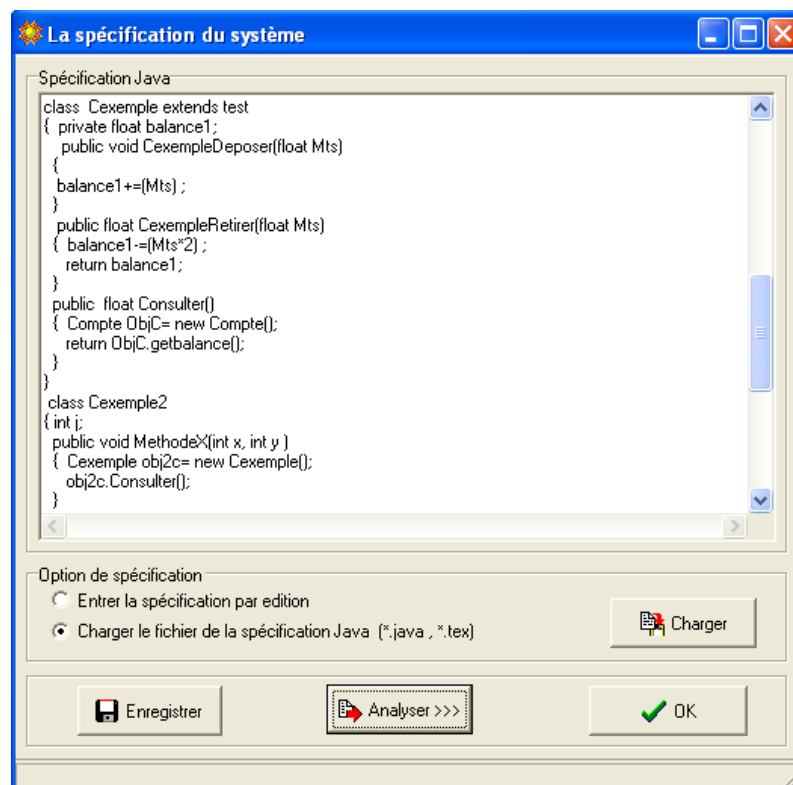 La spécification du système
Spécification Java
class  Cexemple extends test
{  private float balance1;
public void CexempleDeposer(float Mts)
{
balance1+=(Mts) ;
}
public float CexempleRetirer(float Mts)
{  balance1-=(Mts*2) ;
return balance1;
}
public  float Consulter()
{  Compte ObjC= new Compte();
return ObjC.getbalance();
}
}
class Cexemple2
{ int j;
public void MethodeX(int x, int y )
{  Cexemple obj2c= new Cexemple();
obj2c.Consulter();
}
Option de spécification
Entrer la spécification par edition
Charger le fichier de la spécification Java  (*.java , *.tex)
Charger
Enregistrer
Analyser >>>
OK